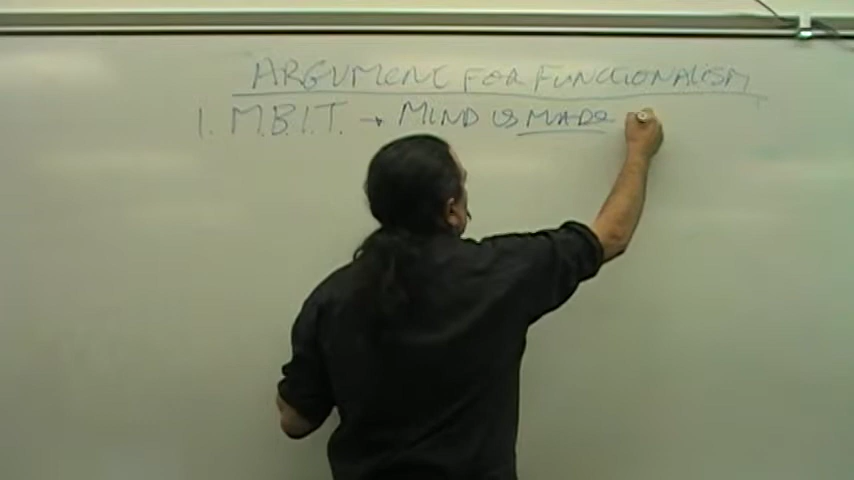 ARGUMENT FOR FUNCTIONALISM
1. M.B.I.T. → MIND IS MADE